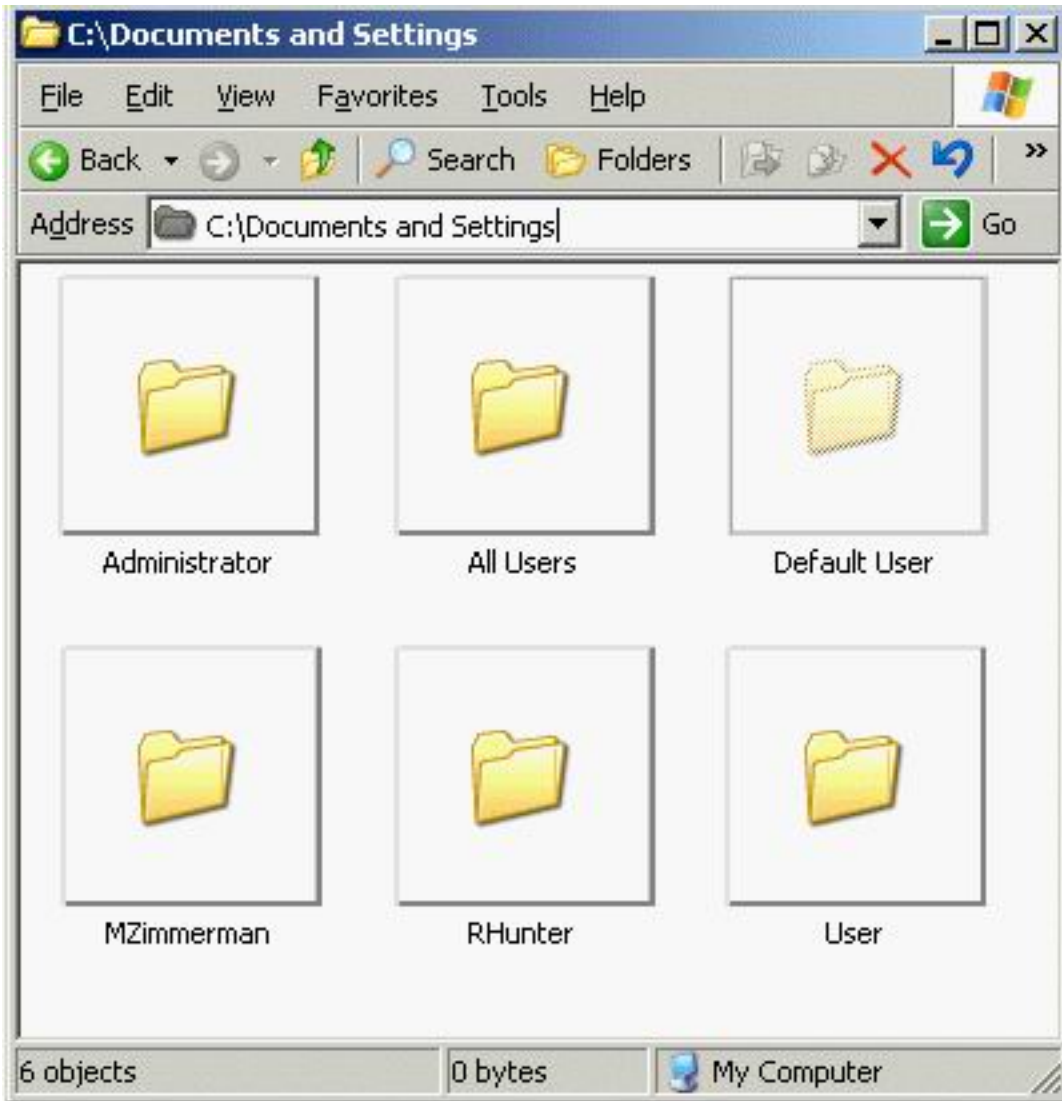 C:\Documents and Settings
File Edit View Favorites Tools Help
Back Search Folders »
Address C:\Documents and Settings Go
Administrator All Users Default User
MZimmerman RHunter User
6 objects 0 bytes My Computer